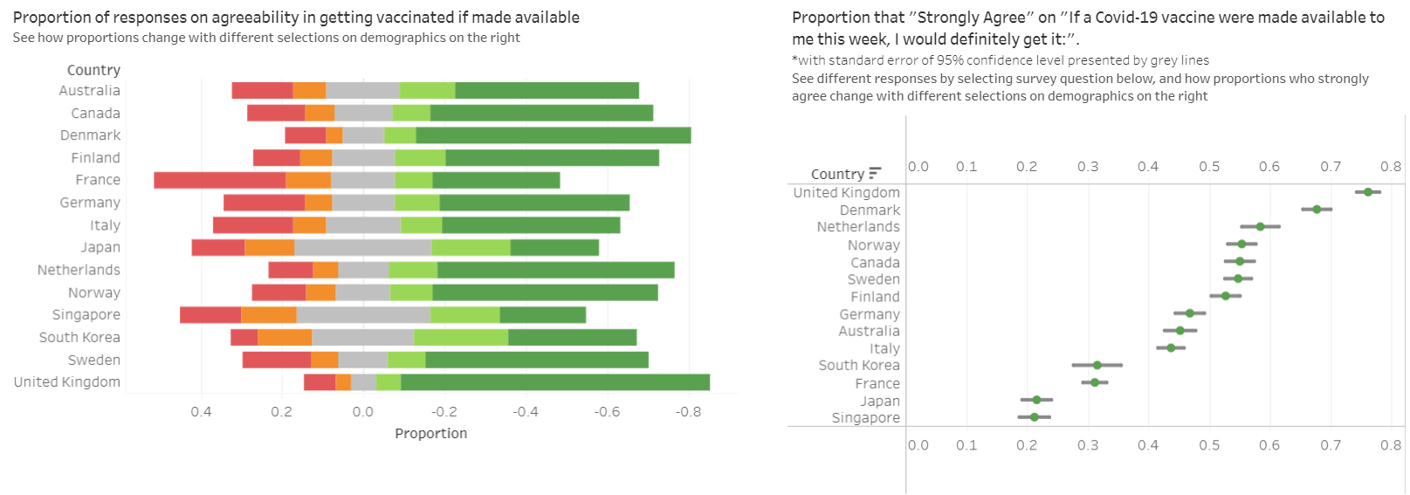 Proportion of responses on agreeability in getting vaccinated if made available
See how proportions change with different selections on demographics on the right
Country
Australia
Canada
Denmark
Finland
France
Germany
Italy
Japan
Netherlands
Norway
Singapore
South Korea
Sweden
United Kingdom
0.4 0.2 0.0 -0.2 -0.4 -0.6 -0.8
Proportion
Proportion that "Strongly Agree" on "If a Covid-19 vaccine were made available to
me this week, I would definitely get it:".
*with standard error of 95% confidence level presented by grey lines
See different responses by selecting survey question below, and how proportions who strongly
agree change with different selections on demographics on the right
Country 0.0 0.1 0.2 0.3 0.4 0.5 0.6 0.7 0.8
United Kingdom
Denmark
Netherlands
Norway
Canada
Sweden
Finland
Germany
Australia
Italy
South Korea
France
Japan
Singapore
0.0 0.1 0.2 0.3 0.4 0.5 0.6 0.7 0.8